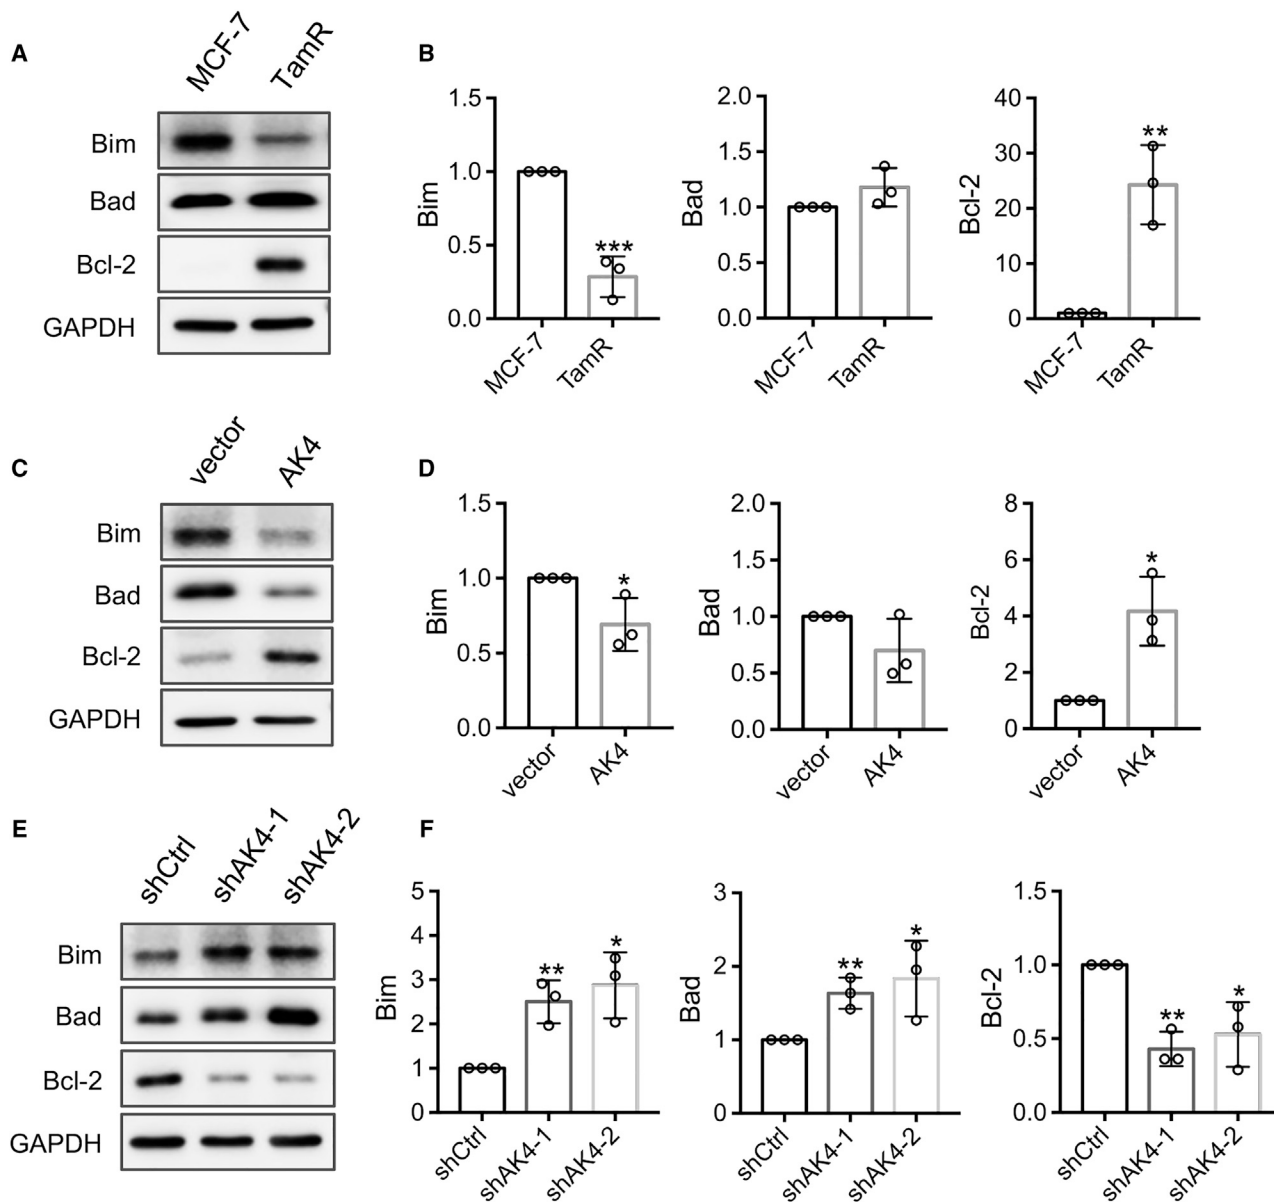 A
MCF-7 TamR
Bim
Bad
Bcl-2
GAPDH
B
Bim
1.5
1.0
0.5
0.0
***
MCF-7 TamR
Bad
2.0
1.5
1.0
0.5
0.0
MCF-7 TamR
Bcl-2
40
30
20
10
0
**
MCF-7 TamR
C
vector AK4
Bim
Bad
Bcl-2
GAPDH
D
Bim
1.5
1.0
0.5
0.0
*
vector AK4
Bad
2.0
1.5
1.0
0.5
0.0
vector AK4
Bcl-2
8
6
4
2
0
*
vector AK4
E
shCtrl shAK4-1 shAK4-2
Bim
Bad
Bcl-2
GAPDH
F
Bim
5
4
3
2
1
0
** *
shCtrl shAK4-1 shAK4-2
Bad
3
2
1
0
** *
shCtrl shAK4-1 shAK4-2
Bcl-2
1.5
1.0
0.5
0.0
** *
shCtrl shAK4-1 shAK4-2